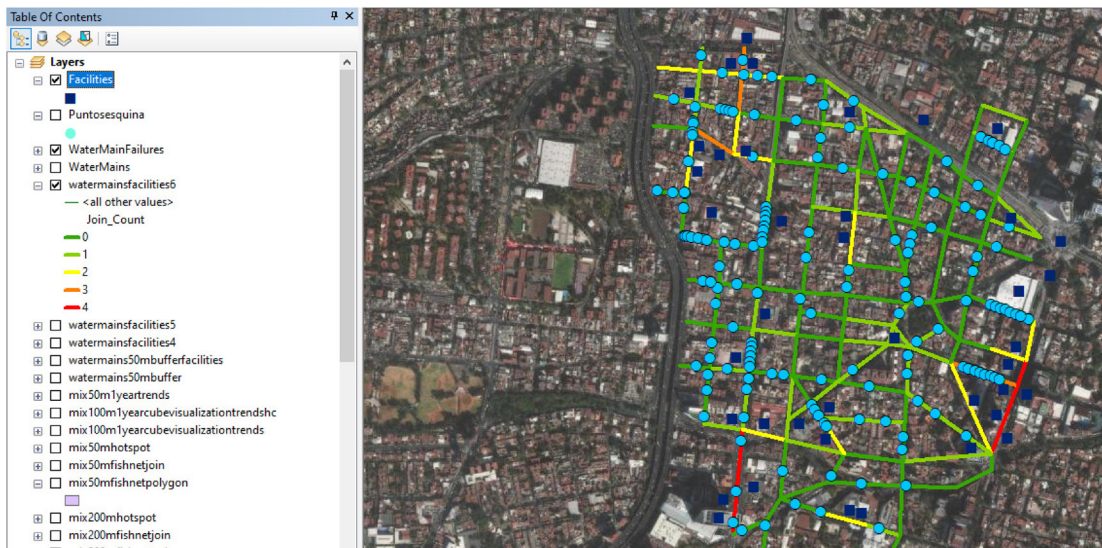 Table Of Contents
Layers
Facilities
Puntosesquina
WaterMainFailures
WaterMains
watermainsfacilities6
<all other values>
Join_Count
0
1
2
3
4
watermainsfacilities5
watermainsfacilities4
watermains50mbufferfacilities
watermains50mbuffer
mix50m1yeartrends
mix100m1yearcubevisualizationtrendshc
mix100m1yearcubevisualizationtrends
mix50mhotspot
mix50mfishnetjoin
mix50mfishnetpolygon
mix200mhotspot
mix200mfishnetjoin